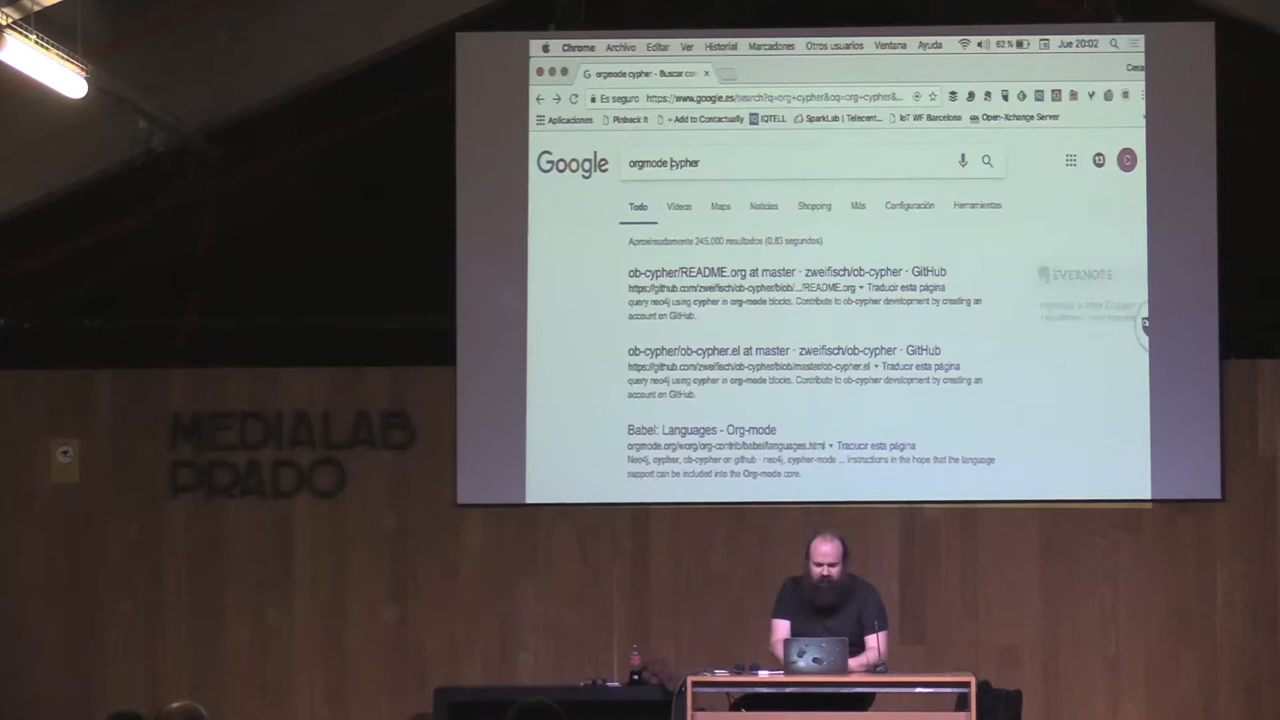 Chrome Archivo Editar Ver Historial Marcadores Otros usuarios Ventana Ayuda 62 % Jue 20:02
G orgmode cypher - Buscar co ×
Es seguro https://www.google.es/search?q=org+cypher&oq=org+cypher&...
Aplicaciones Pinback It + Add to Contactually IQTELL SparkLab | Telecent... IoT WF Barcelona Open-Xchange Server
Google orgmode cypher 13 C
Todo Vídeos Maps Noticias Shopping Más Configuración Herramientas
Aproximadamente 245.000 resultados (0,83 segundos)
ob-cypher/README.org at master · zweifisch/ob-cypher · GitHub
https://github.com/zweifisch/ob-cypher/blob/.../README.org ▾ Traducir esta página
query neo4j using cypher in org-mode blocks. Contribute to ob-cypher development by creating an
account on GitHub.
EVERNOTE
ob-cypher/ob-cypher.el at master · zweifisch/ob-cypher · GitHub
https://github.com/zweifisch/ob-cypher/blob/master/ob-cypher.el ▾ Traducir esta página
query neo4j using cypher in org-mode blocks. Contribute to ob-cypher development by creating an
account on GitHub.
Babel: Languages - Org-mode
orgmode.org/worg/org-contrib/babel/languages.html ▾ Traducir esta página
Neo4j, cypher, ob-cypher on github · neo4j, cypher-mode ... instructions in the hope that the language
support can be included into the Org-mode core.
MEDIALAB
PRADO